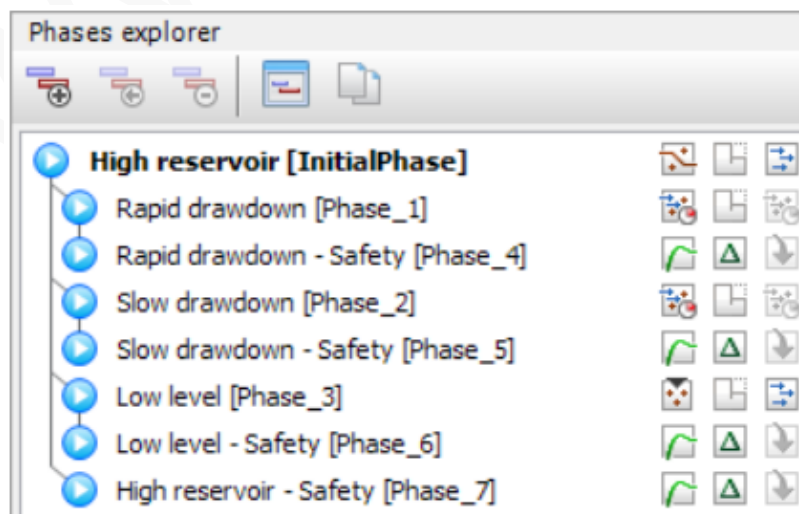 Phases explorer
High reservoir [InitialPhase]
Rapid drawdown [Phase_1]
Rapid drawdown - Safety [Phase_4]
Slow drawdown [Phase_2]
Slow drawdown - Safety [Phase_5]
Low level [Phase_3]
Low level - Safety [Phase_6]
High reservoir - Safety [Phase_7]